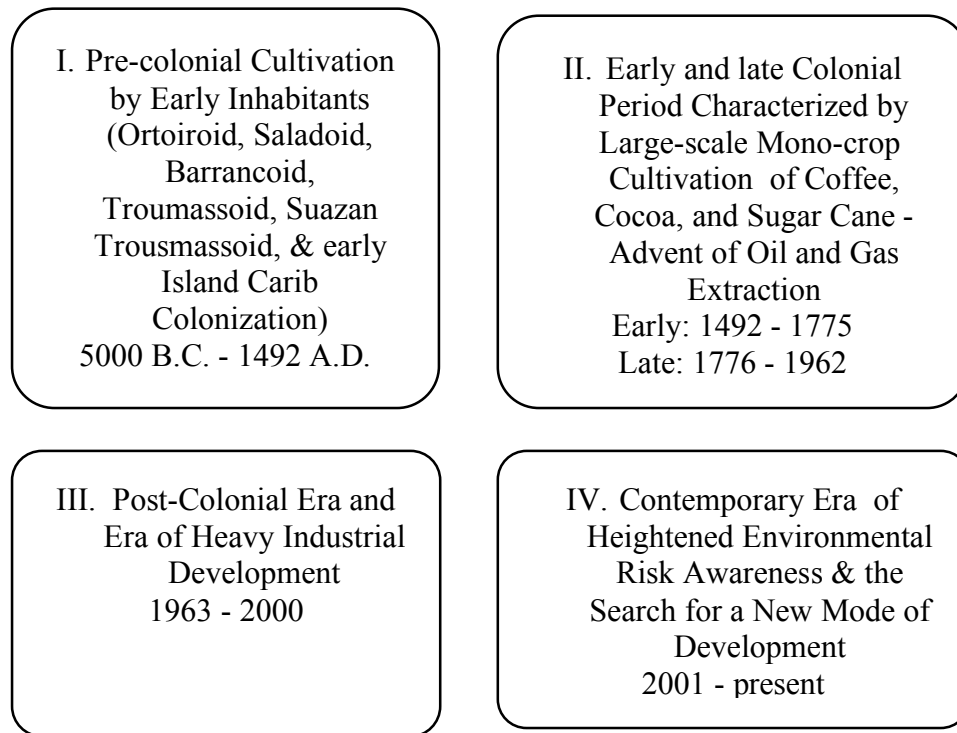 I. Pre-colonial Cultivation
by Early Inhabitants
(Ortoiroid, Saladoid,
Barrancoid,
Troumassoid, Suazan
Trousmassoid, & early
Island Carib
Colonization)
5000 B.C. - 1492 A.D.
II. Early and late Colonial
Period Characterized by
Large-scale Mono-crop
Cultivation of Coffee,
Cocoa, and Sugar Cane -
Advent of Oil and Gas
Extraction
Early: 1492 - 1775
Late: 1776 - 1962
III. Post-Colonial Era and
Era of Heavy Industrial
Development
1963 - 2000
IV. Contemporary Era of
Heightened Environmental
Risk Awareness & the
Search for a New Mode of
Development
2001 - present